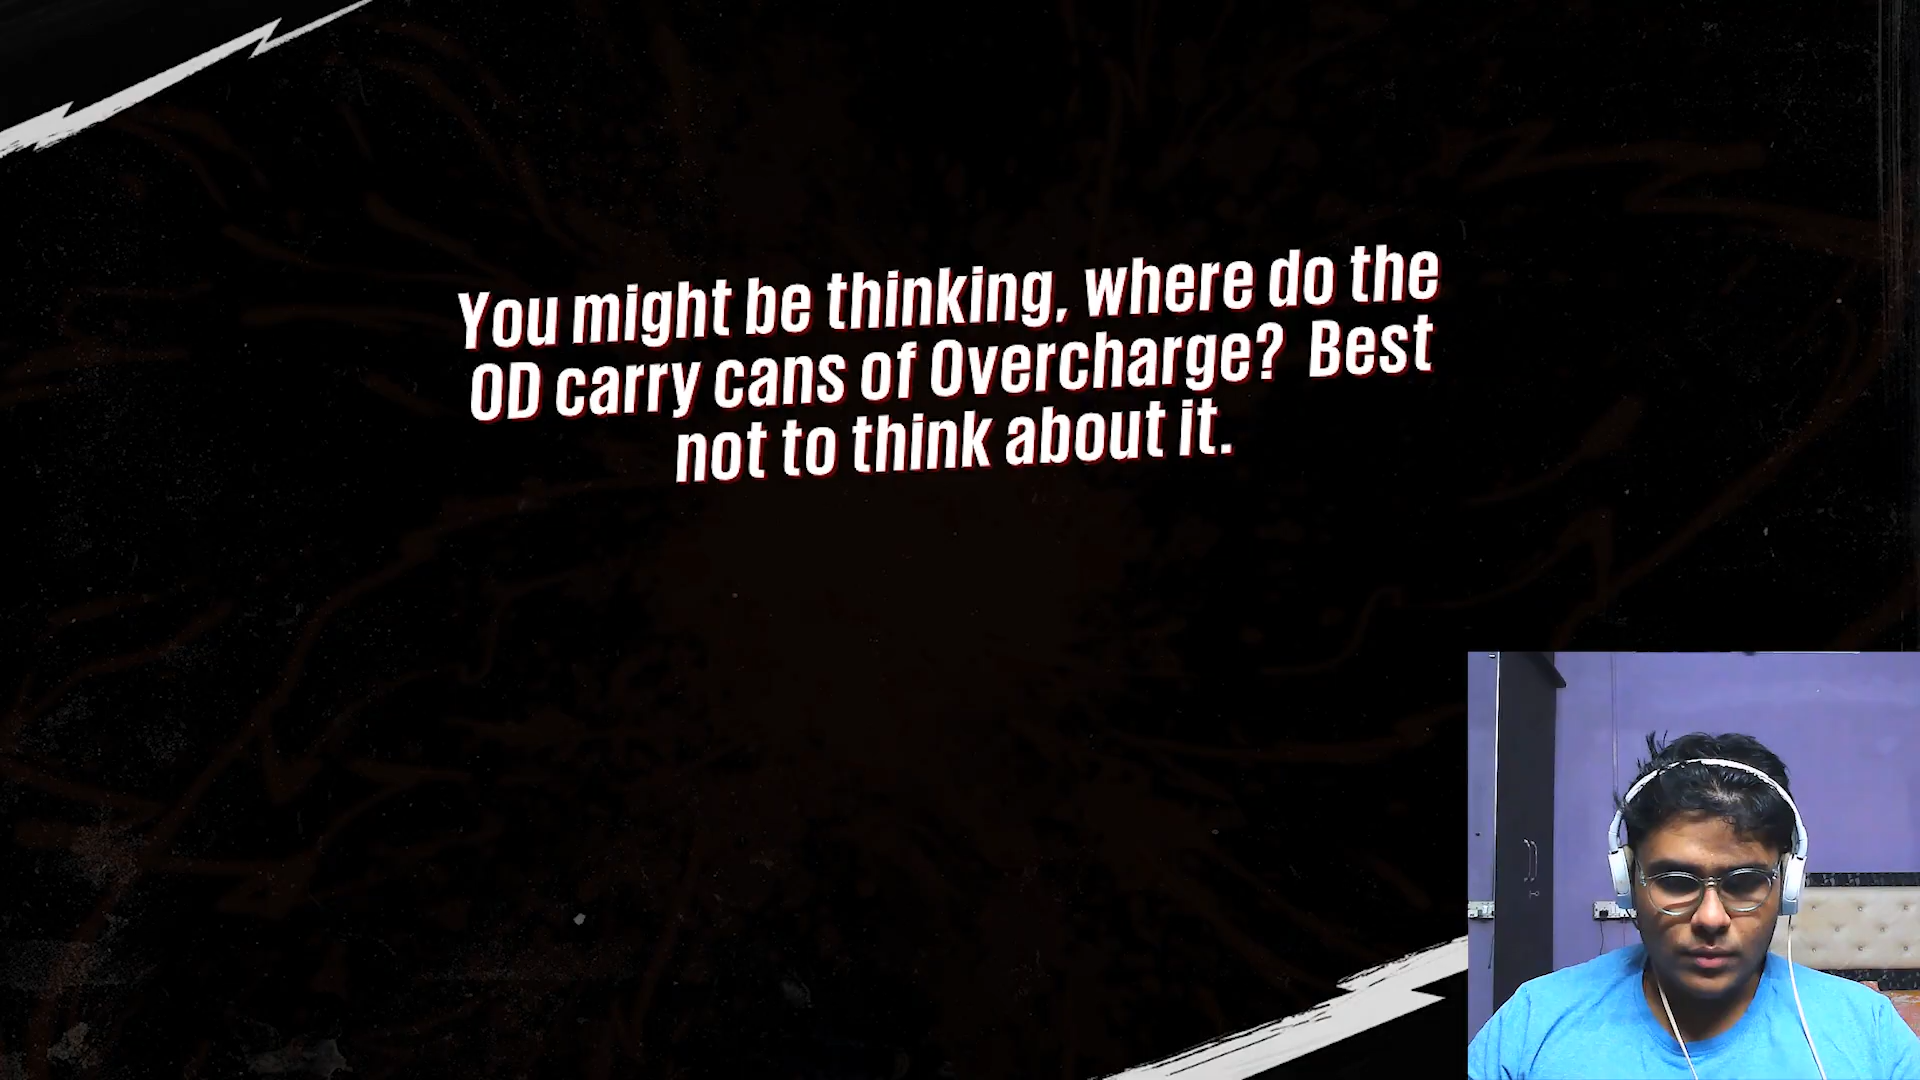 You might be thinking, where do the
OD carry cans of Overcharge? Best
not to think about it.